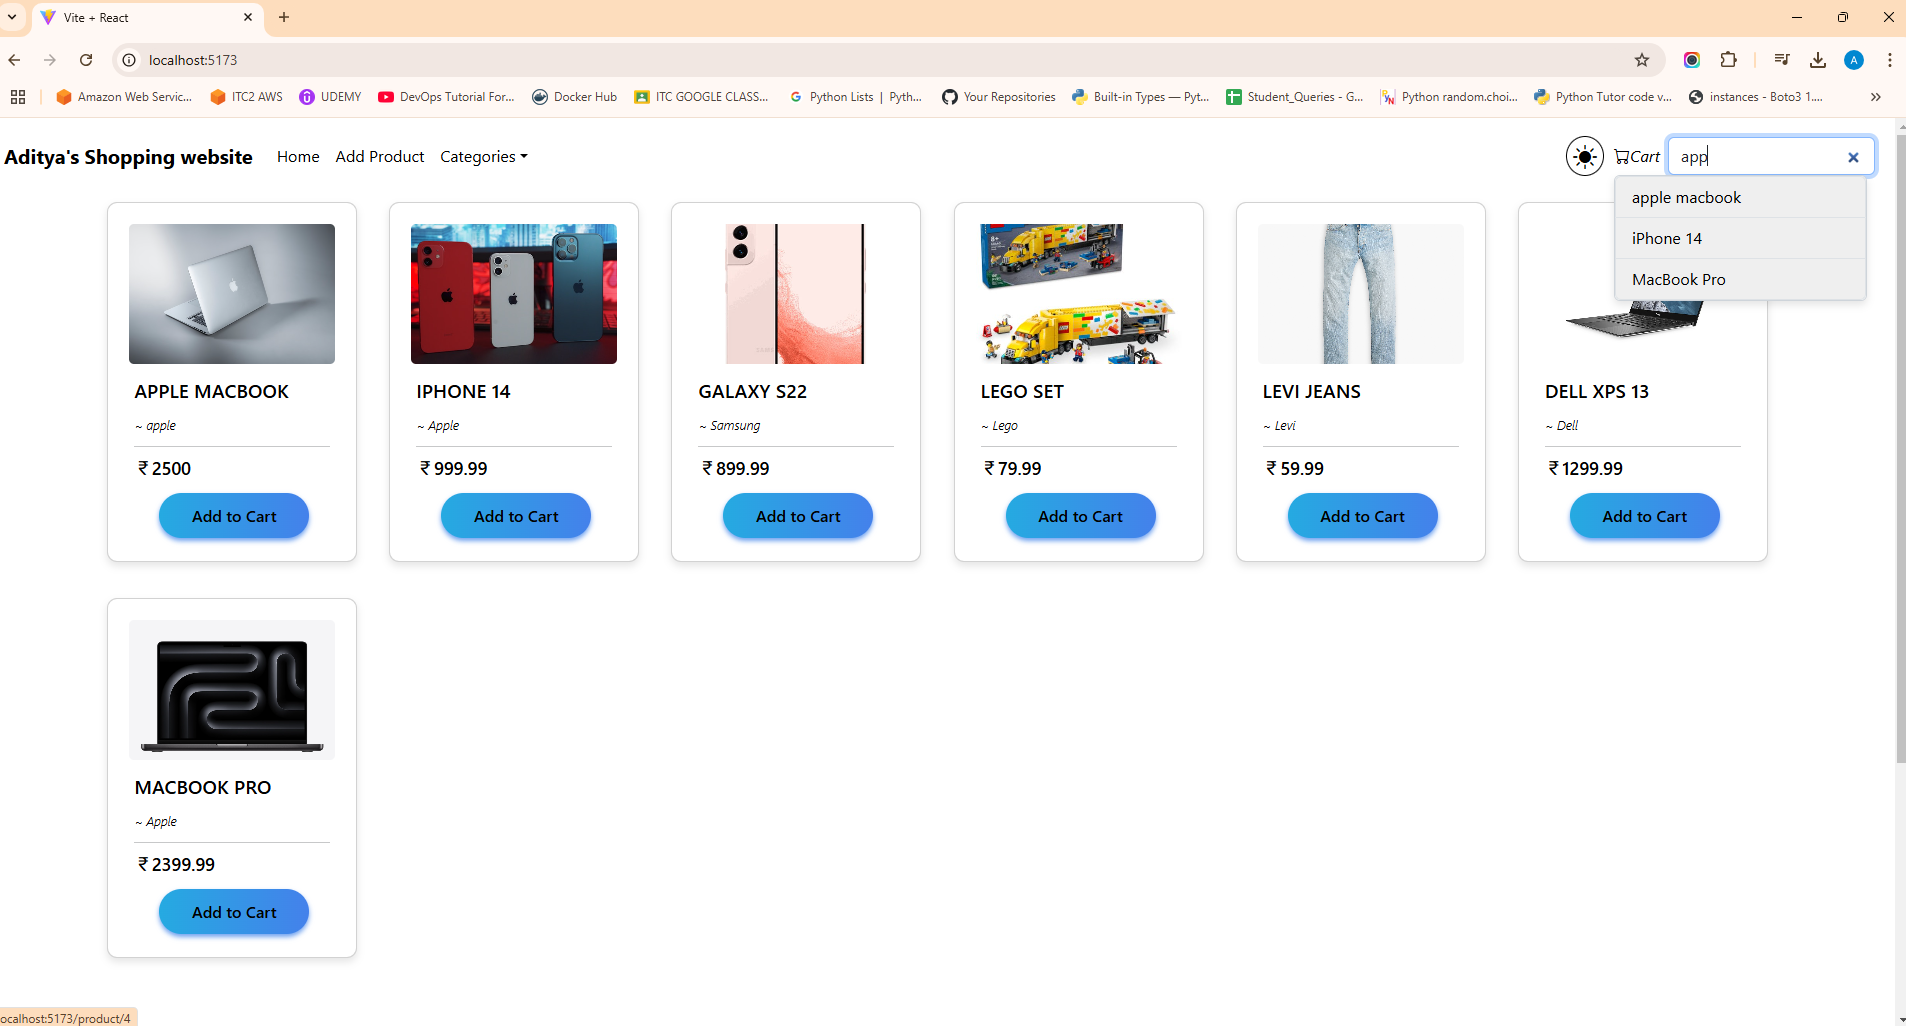 Vite + React
localhost:5173
Amazon Web Servic...
ITC2 AWS
UDEMY
DevOps Tutorial For...
Docker Hub
ITC GOOGLE CLASS...
Python Lists | Pyth...
Your Repositories
Built-in Types — Pyt...
Student_Queries - G...
Python random.choi...
Python Tutor code v...
instances - Boto3 1....
A
Aditya's Shopping website
Home
Add Product
Categories
Cart
app
apple macbook
iPhone 14
MacBook Pro
APPLE MACBOOK
~ apple
₹ 2500
Add to Cart
IPHONE 14
~ Apple
₹ 999.99
Add to Cart
GALAXY S22
~ Samsung
₹ 899.99
Add to Cart
LEGO SET
~ Lego
₹ 79.99
Add to Cart
LEVI JEANS
~ Levi
₹ 59.99
Add to Cart
DELL XPS 13
~ Dell
₹ 1299.99
Add to Cart
MACBOOK PRO
~ Apple
₹ 2399.99
Add to Cart
ocalhost:5173/product/4